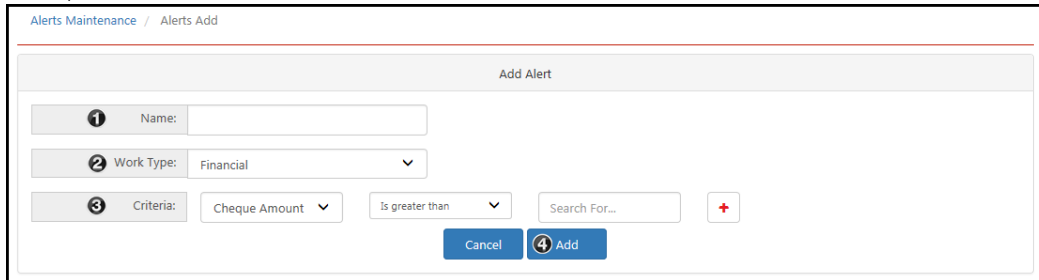 Alerts Maintenance / Alerts Add
Add Alert
1 Name:
2 Work Type: Financial
3 Criteria: Cheque Amount Is greater than Search For... +
Cancel 4 Add